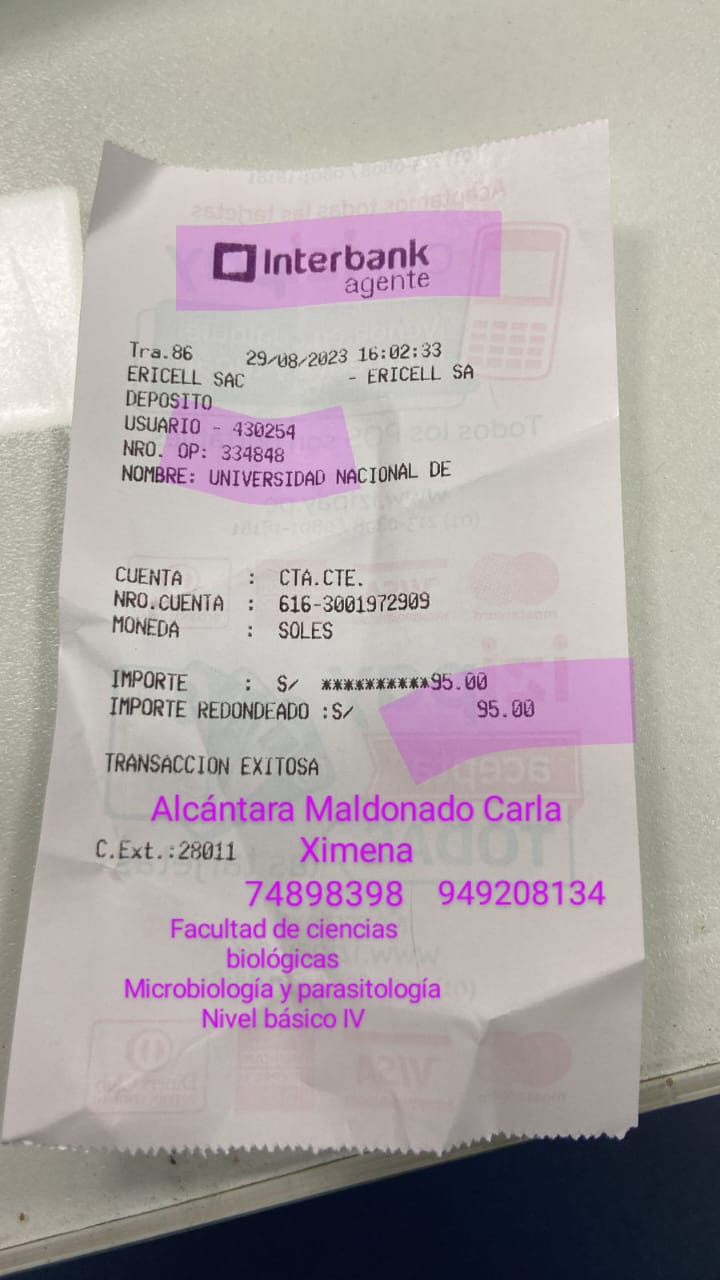 Interbank
agente
Tra.86 29/08/2023 16:02:33
ERICELL SAC - ERICELL SA
DEPOSITO
USUARIO - 430254
NRO. OP: 334848
NOMBRE: UNIVERSIDAD NACIONAL DE
CUENTA : CTA.CTE.
NRO.CUENTA : 616-3001972909
MONEDA : SOLES
IMPORTE : S/ **********95.00
IMPORTE REDONDEADO :S/ 95.00
TRANSACCION EXITOSA
Alcántara Maldonado Carla
C.Ext.:28011 Ximena
74898398 949208134
Facultad de ciencias
biológicas
Microbiología y parasitología
Nivel básico IV